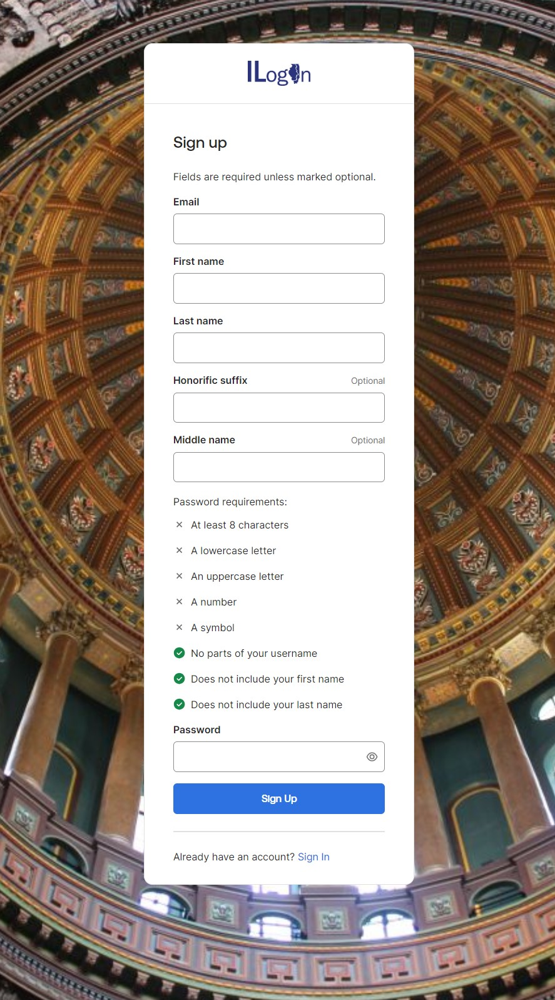 ILogIn
Sign up
Fields are required unless marked optional.
Email
First name
Last name
Honorific suffix Optional
Middle name Optional
Password requirements:
At least 8 characters
A lowercase letter
An uppercase letter
A number
A symbol
No parts of your username
Does not include your first name
Does not include your last name
Password
Sign Up
Already have an account? Sign In